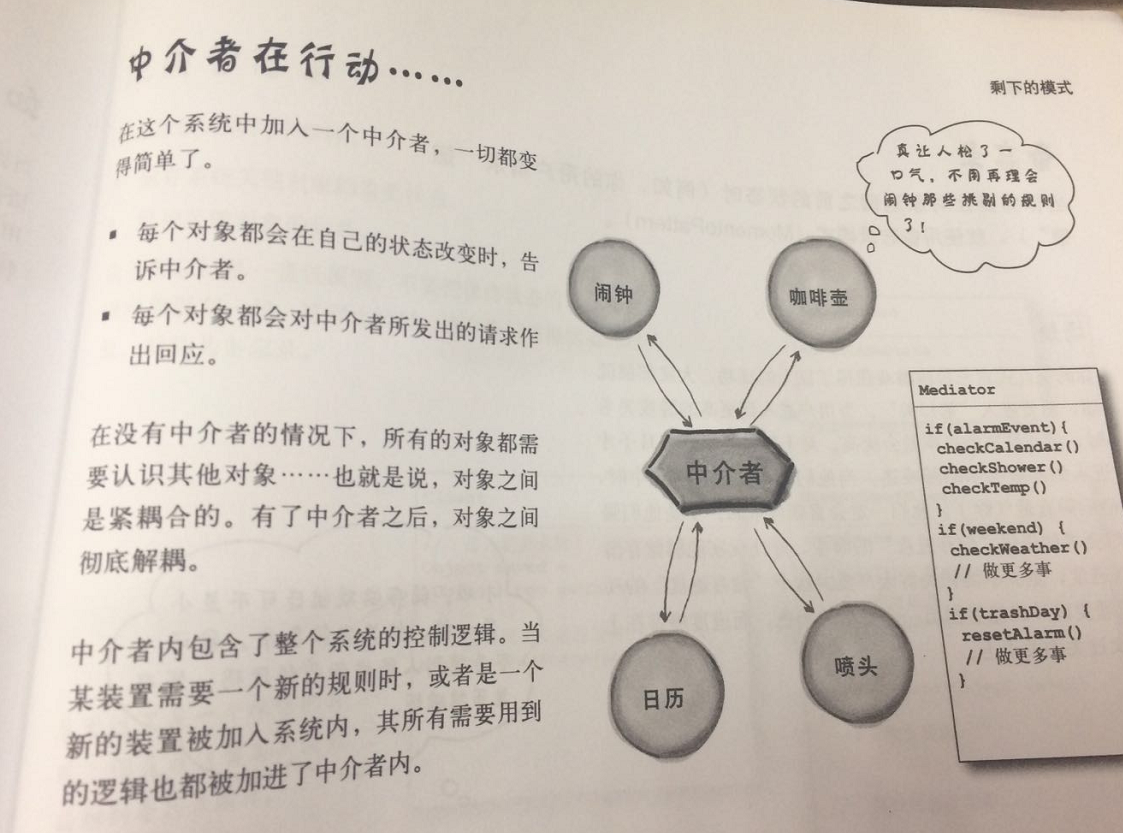 中介者在行动……
剩下的模式
在这个系统中加入一个中介者，一切都变
得简单了。
▪ 每个对象都会在自己的状态改变时，告
诉中介者。
▪ 每个对象都会对中介者所发出的请求作
出回应。
在没有中介者的情况下，所有的对象都需
要认识其他对象……也就是说，对象之间
是紧耦合的。有了中介者之后，对象之间
彻底解耦。
中介者内包含了整个系统的控制逻辑。当
某装置需要一个新的规则时，或者是一个
新的装置被加入系统内，其所有需要用到
的逻辑也都被加进了中介者内。
真让人松了一
口气，不用再理会
闹钟那些挑剔的规则
了！
闹钟
咖啡壶
中介者
日历
喷头
Mediator
if(alarmEvent){
checkCalendar()
checkShower()
checkTemp()
}
if(weekend) {
checkWeather()
// 做更多事
}
if(trashDay) {
resetAlarm()
// 做更多事
}